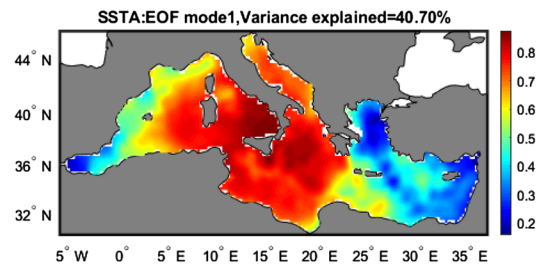 SSTA:EOF mode1,Variance explained=40.70%
44° N
40° N
36° N
32° N
0.8
0.7
0.6
0.5
0.4
0.3
0.2
5° W 0° 5° E 10° E 15° E 20° E 25° E 30° E 35° E